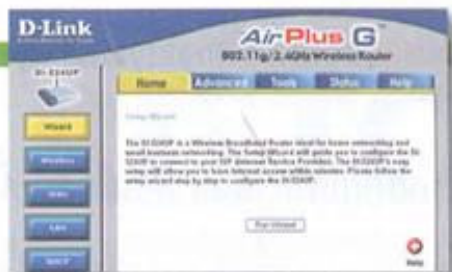 D-Link
AirPlus G
802.11g/2.4GHz Wireless Router
DI-524UP
Home Advanced Tools Status Help
Wizard
Setup Wizard
The DI-524UP is a Wireless Broadband Router ideal for home networking and
small business networking. The Setup Wizard will guide you to configure the DI-
524UP to connect to your ISP (Internet Service Provider). The DI-524UP's easy
setup will allow you to have Internet access within minutes. Please follow the
setup wizard step by step to configure the DI-524UP.
Wireless
WAN
LAN
DHCP
Run Wizard
Help